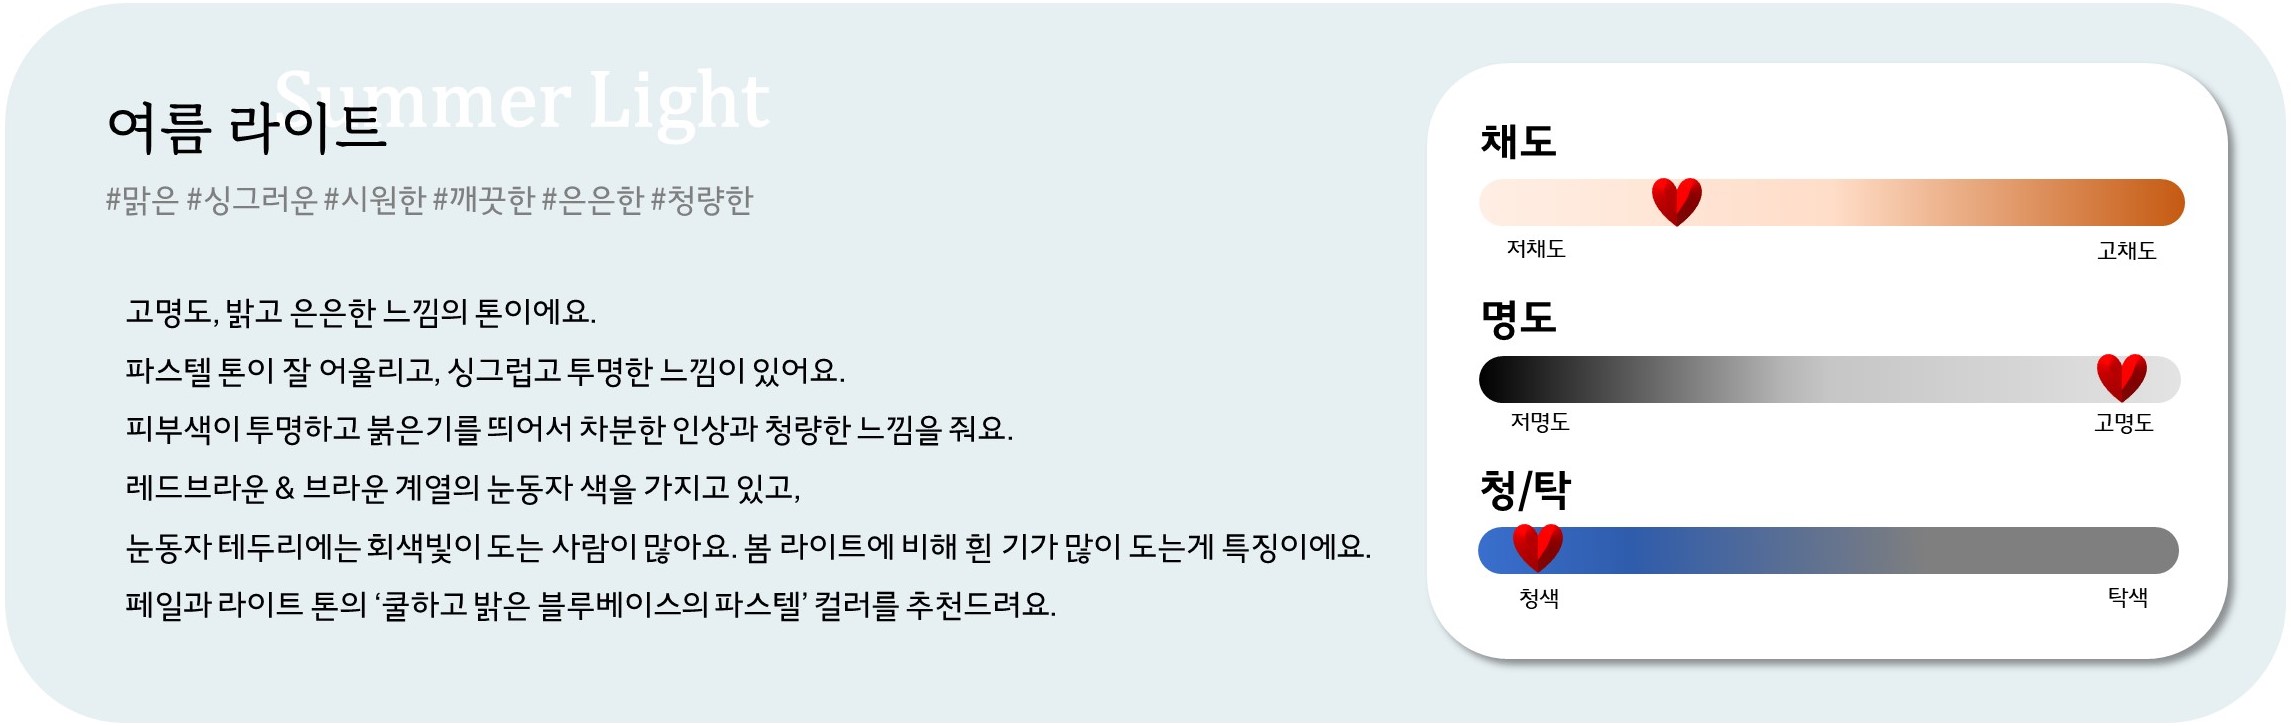 Summer Light
여름 라이트
#맑은 #싱그러운 #시원한 #깨끗한 #은은한 #청량한
고명도, 밝고 은은한 느낌의 톤이에요.
파스텔 톤이 잘 어울리고, 싱그럽고 투명한 느낌이 있어요.
피부색이 투명하고 붉은기를 띄어서 차분한 인상과 청량한 느낌을 줘요.
레드브라운 & 브라운 계열의 눈동자 색을 가지고 있고,
눈동자 테두리에는 회색빛이 도는 사람이 많아요. 봄 라이트에 비해 흰 기가 많이 도는게 특징이에요.
페일과 라이트 톤의 ‘쿨하고 밝은 블루베이스의 파스텔’ 컬러를 추천드려요.
채도
저채도 고채도
명도
저명도 고명도
청/탁
청색 탁색